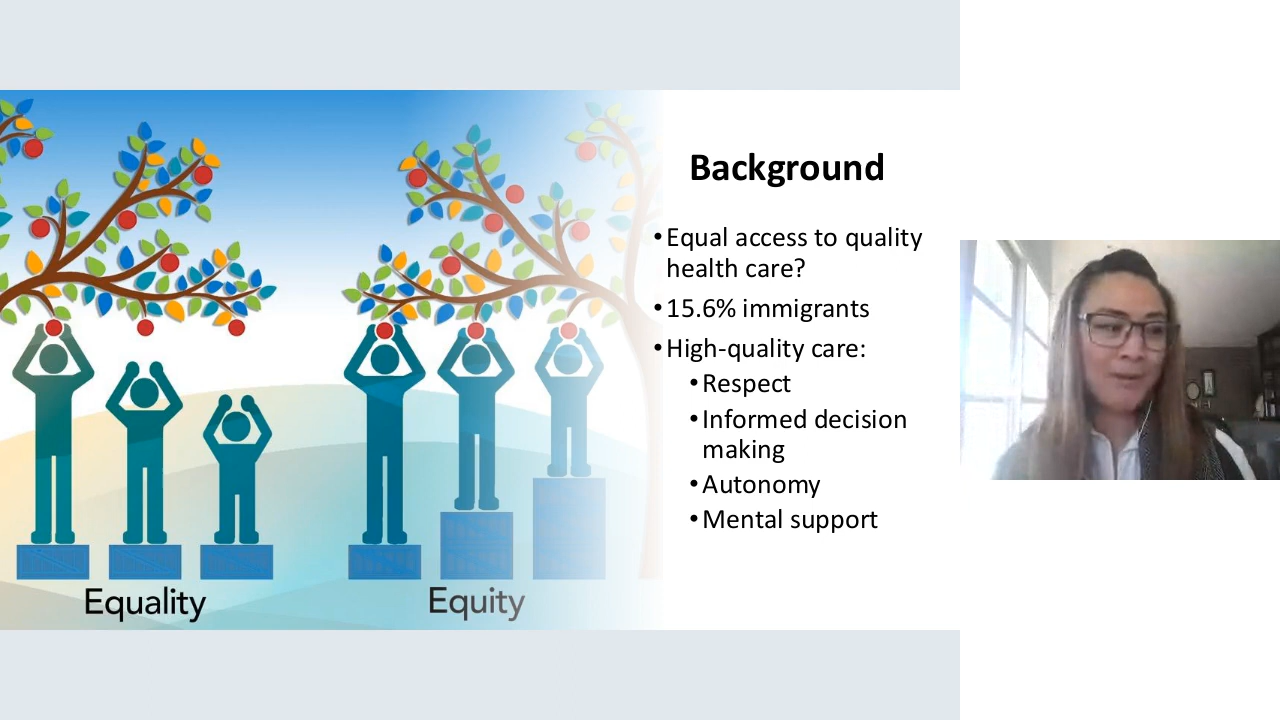 Background
•Equal access to quality
health care?
•15.6% immigrants
•High-quality care:
•Respect
•Informed decision
making
•Autonomy
•Mental support
Equality
Equity